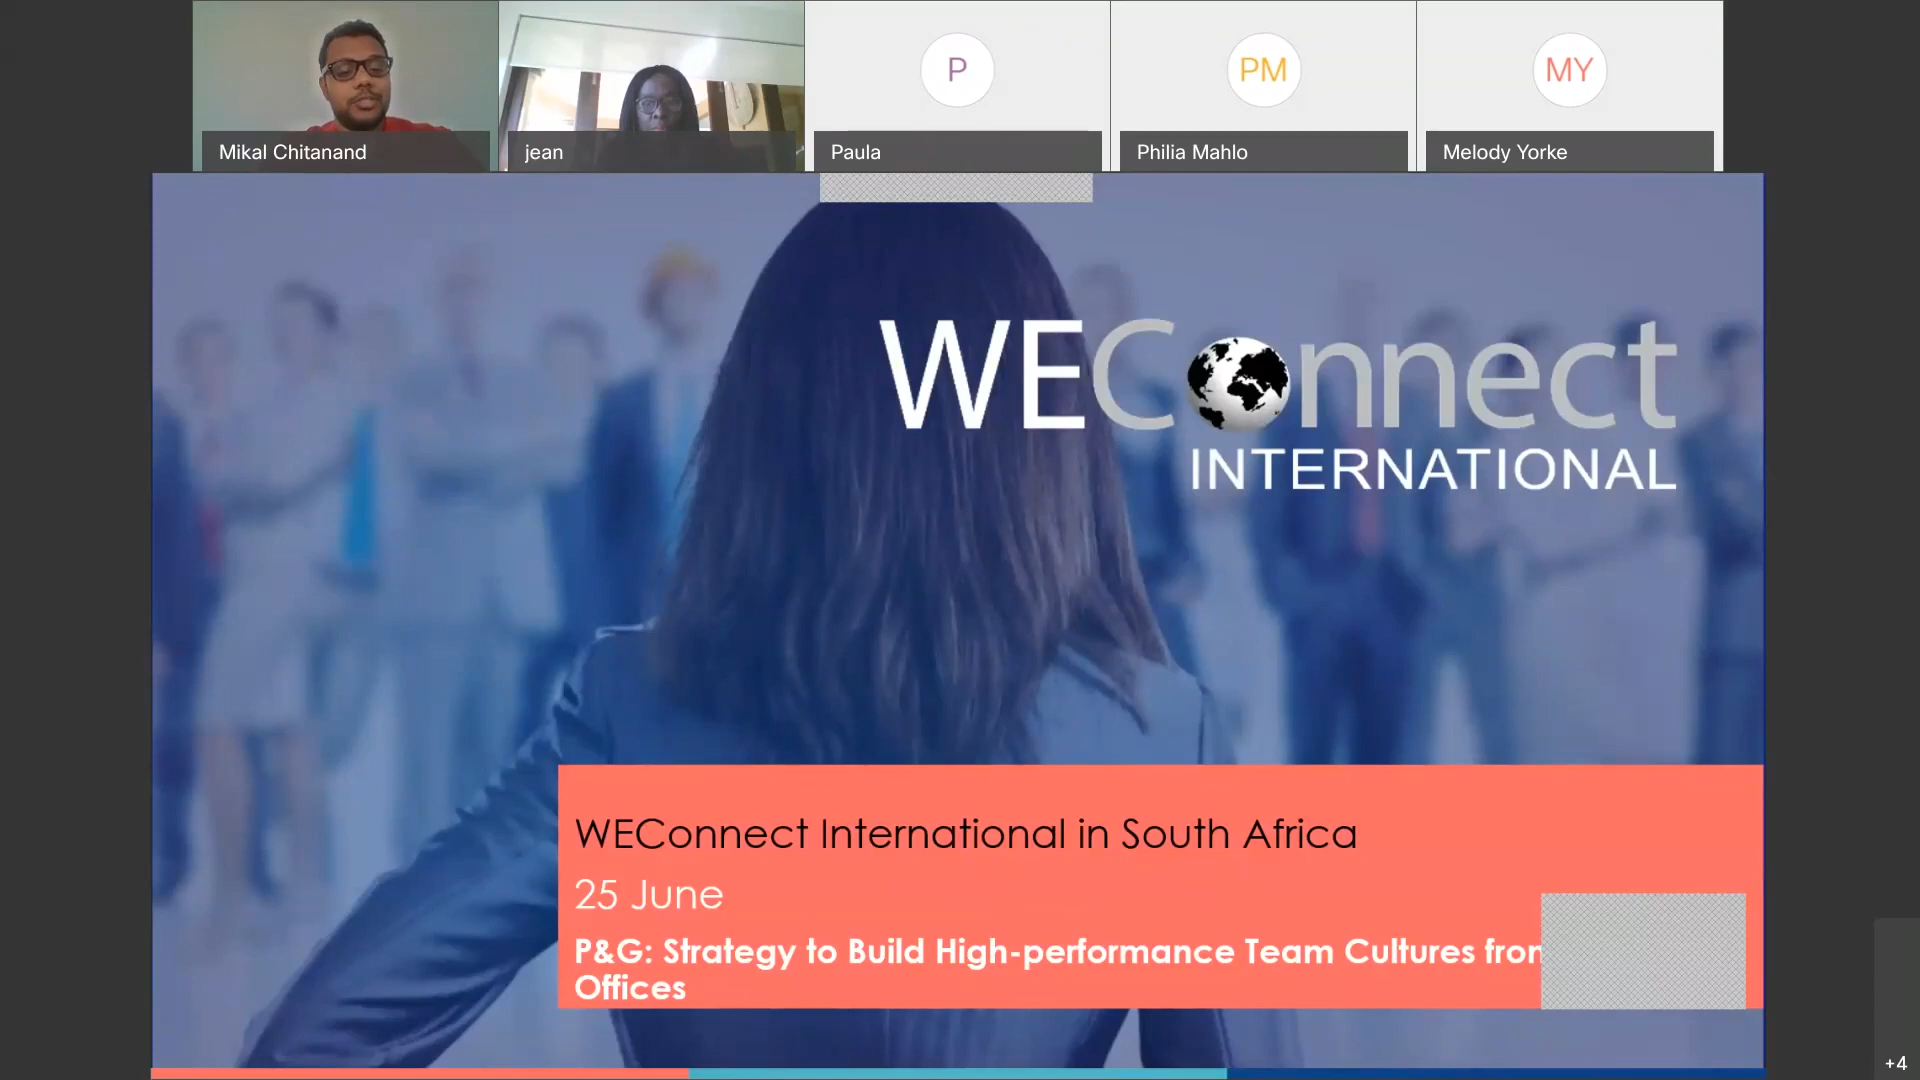 P
PM
MY
Mikal Chitanand
jean
Paula
Philia Mahlo
Melody Yorke
WEConnect
INTERNATIONAL
WEConnect International in South Africa
25 June
P&G: Strategy to Build High-performance Team Cultures
Offices
+4